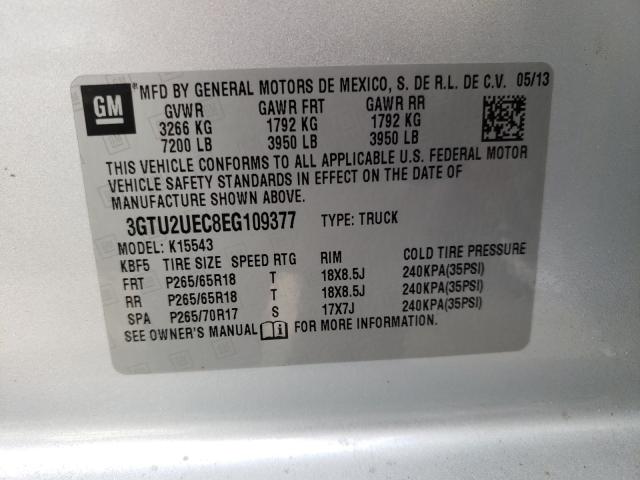 GM
® MFD BY GENERAL MOTORS DE MEXICO, S. DE R.L. DE C.V. 05/13
GVWR GAWR FRT GAWR RR
3266 KG 1792 KG 1792 KG
7200 LB 3950 LB 3950 LB
THIS VEHICLE CONFORMS TO ALL APPLICABLE U.S. FEDERAL MOTOR
VEHICLE SAFETY STANDARDS IN EFFECT ON THE DATE OF
MANUFACTURE SHOWN ABOVE.
3GTU2UEC8EG109377 TYPE: TRUCK
MODEL: K15543
KBF5 TIRE SIZE SPEED RTG RIM COLD TIRE PRESSURE
FRT P265/65R18 T 18X8.5J 240KPA(35PSI)
RR P265/65R18 T 18X8.5J 240KPA(35PSI)
SPA P265/70R17 S 17X7J 240KPA(35PSI)
SEE OWNER'S MANUAL FOR MORE INFORMATION.